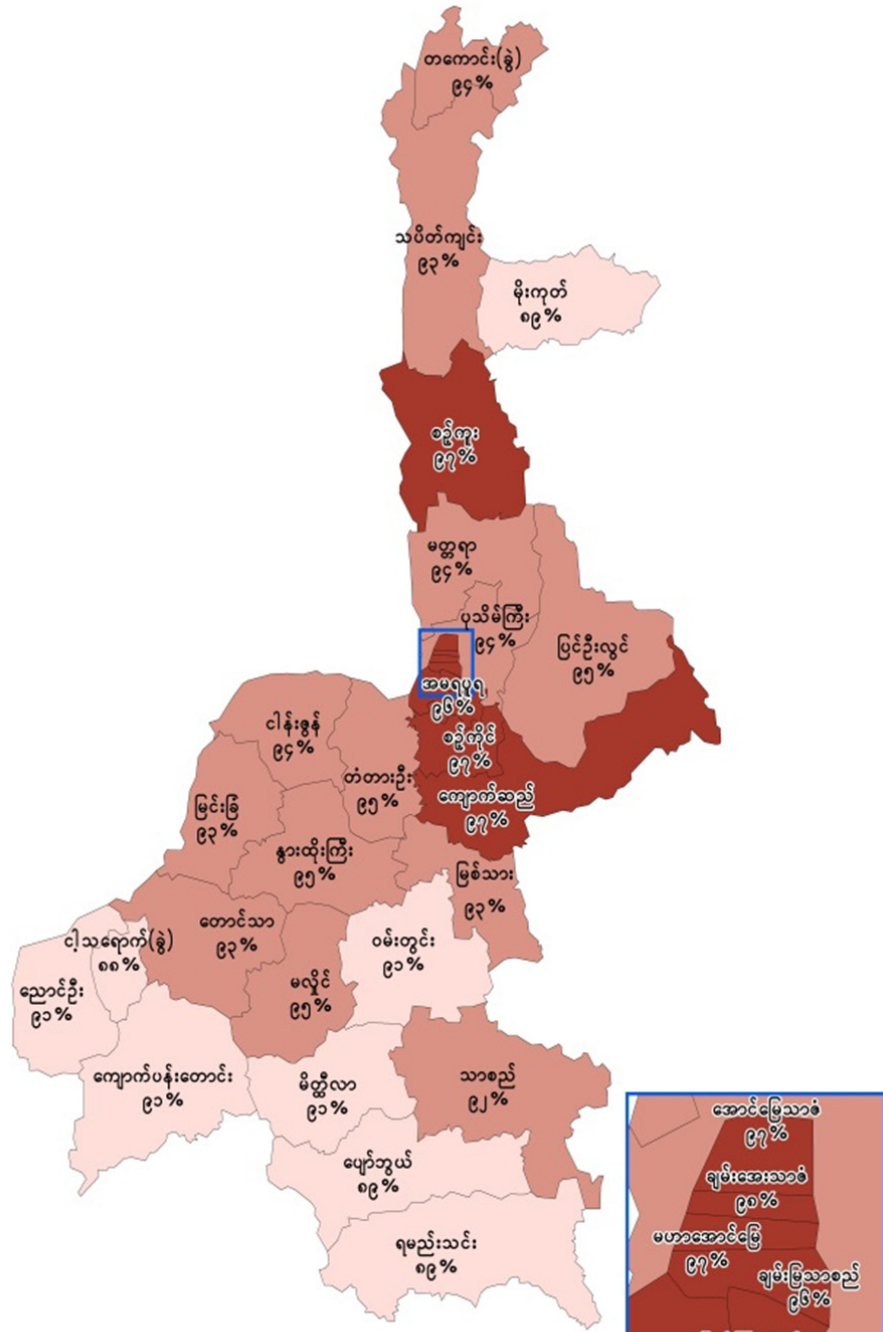 တကောင်း(ခွဲ)
၉၄%
သပိတ်ကျင်း
၉၃%
မိုးကုတ်
၈၉%
စဉ့်ကူး
၉၇%
မတ္တရာ
၉၄%
ပုသိမ်ကြီး
၉၄%
ပြင်ဦးလွင်
၉၅%
အမရပူရ
၉၆%
စဉ့်ကိုင်
၉၇%
ကျောက်ဆည်
၉၇%
ငါန်းဇွန်
၉၄%
တံတားဦး
၉၅%
မြင်းခြံ
၉၃%
နွားထိုးကြီး
၉၅%
မြစ်သား
၉၃%
တောင်သာ
၉၃%
ငါ့သရောက်(ခွဲ)
၈၈%
ဝမ်းတွင်း
၉၁%
ညောင်ဦး
၉၁%
မလှိုင်
၉၅%
ကျောက်ပန်းတောင်း
၉၁%
မိတ္ထီလာ
၉၁%
သာစည်
၉၂%
ပျော်ဘွယ်
၈၉%
ရမည်းသင်း
၈၉%
အောင်မြေသာဇံ
၉၇%
ချမ်းအေးသာဇံ
၉၈%
မဟာအောင်မြေ
၉၇%
ချမ်းမြသာစည်
၉၆%